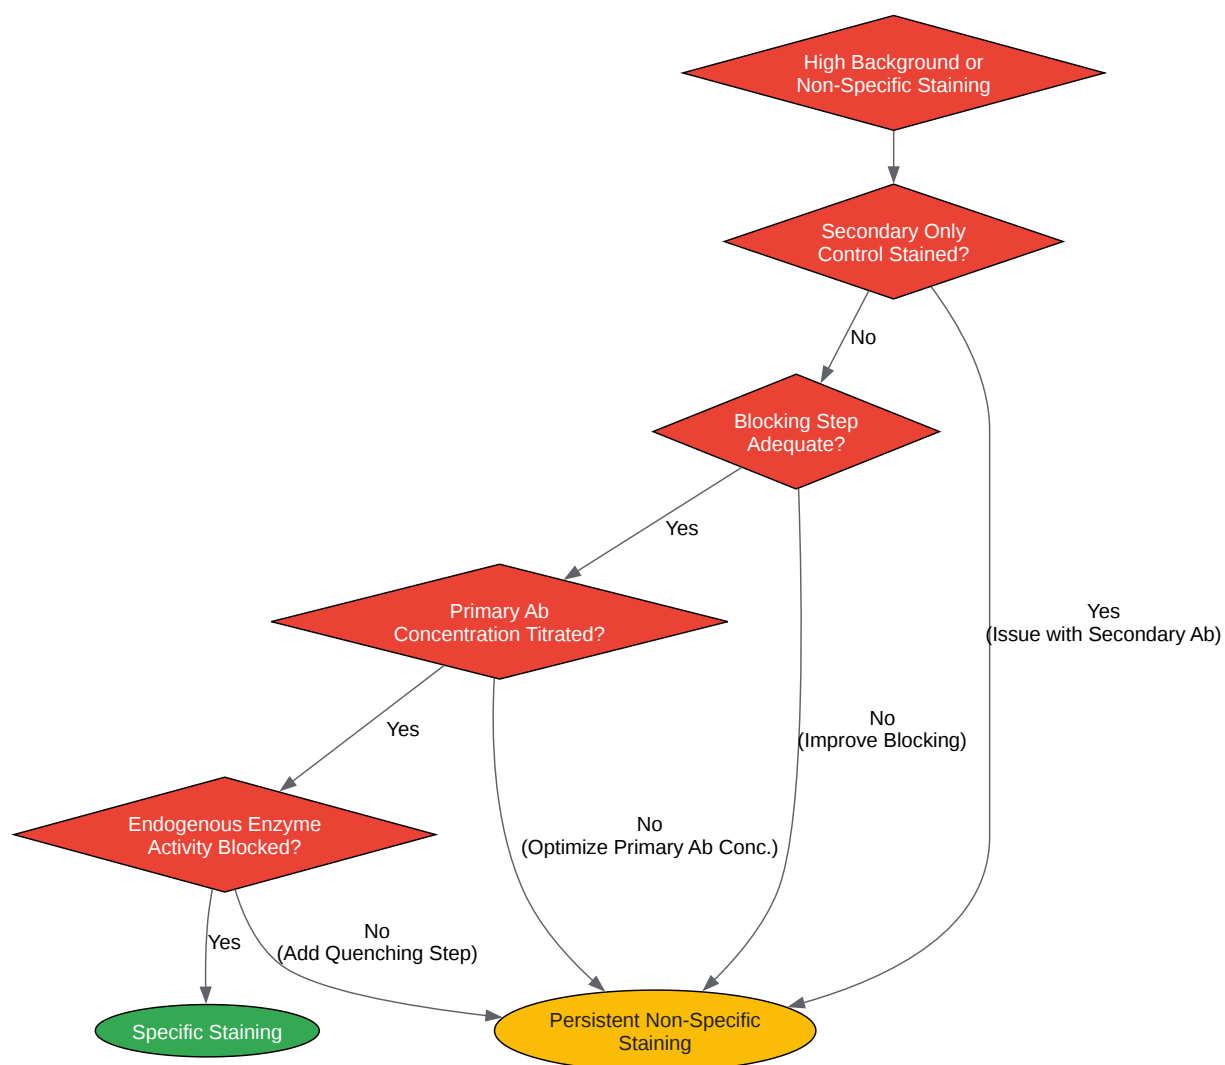 High Background or
Non-Specific Staining
Secondary Only
Control Stained?
No
Blocking Step
Adequate?
Yes
Primary Ab
Concentration Titrated?
Yes
(Issue with Secondary Ab)
Yes
No
(Improve Blocking)
No
(Optimize Primary Ab Conc.)
Endogenous Enzyme
Activity Blocked?
Yes
No
(Add Quenching Step)
Specific Staining
Persistent Non-Specific
Staining